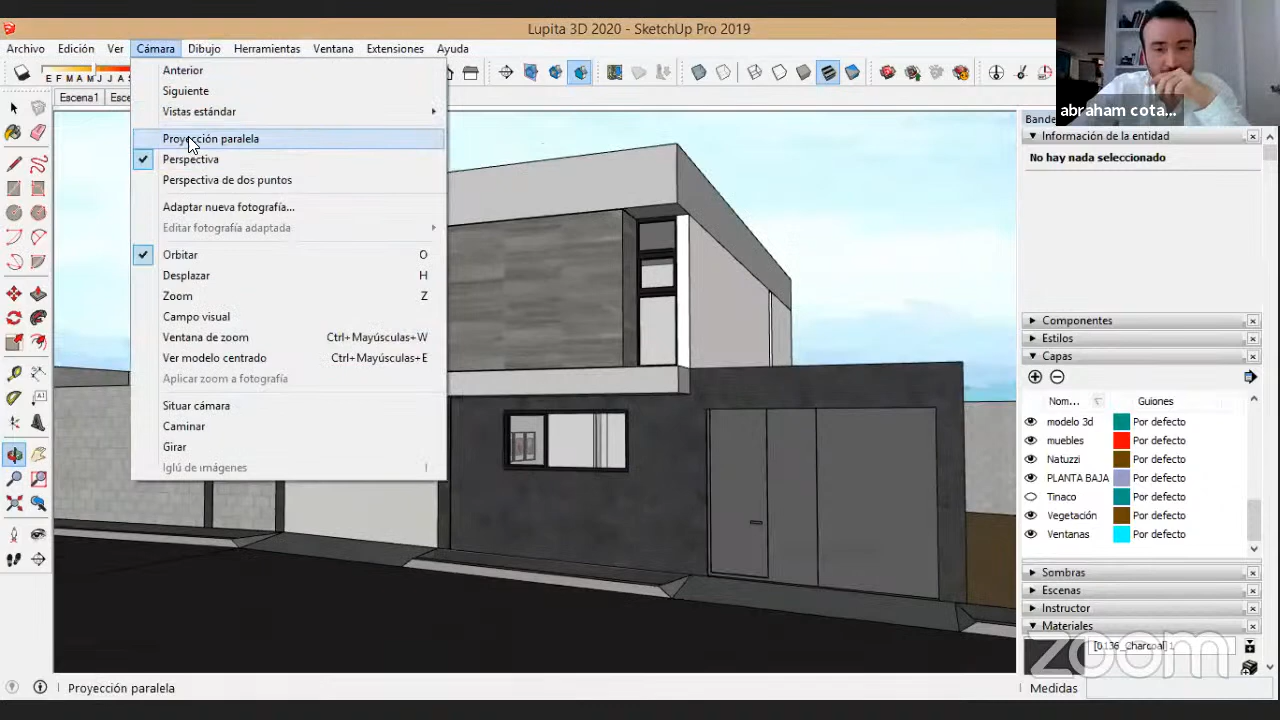 Lupita 3D 2020 - SketchUp Pro 2019
Archivo Edición Ver Cámara Dibujo Herramientas Ventana Extensiones Ayuda
E F M A M J J A S
Escena1
Anterior
Siguiente
Vistas estándar
Proyección paralela
Perspectiva
Perspectiva de dos puntos
Adaptar nueva fotografía...
Editar fotografía adaptada
Orbitar O
Desplazar H
Zoom Z
Campo visual
Ventana de zoom Ctrl+Mayúsculas+W
Ver modelo centrado Ctrl+Mayúsculas+E
Aplicar zoom a fotografía
Situar cámara
Caminar
Girar
Iglú de imágenes I
abraham cota...
Información de la entidad
No hay nada seleccionado
Componentes
Estilos
Capas
Nom... Guiones
modelo 3d Por defecto
muebles Por defecto
Natuzzi Por defecto
PLANTA BAJA Por defecto
Tinaco Por defecto
Vegetación Por defecto
Ventanas Por defecto
Sombras
Escenas
Instructor
Materiales
[0136_Charcoal]1
zoom
Proyección paralela
Medidas